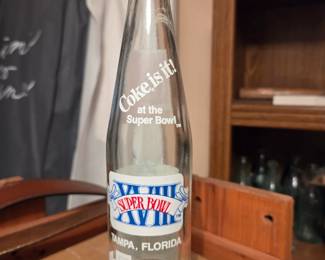 Coke is it!
at the
Super Bowl
XVIII
SUPER BOWL
TAMPA, FLORIDA